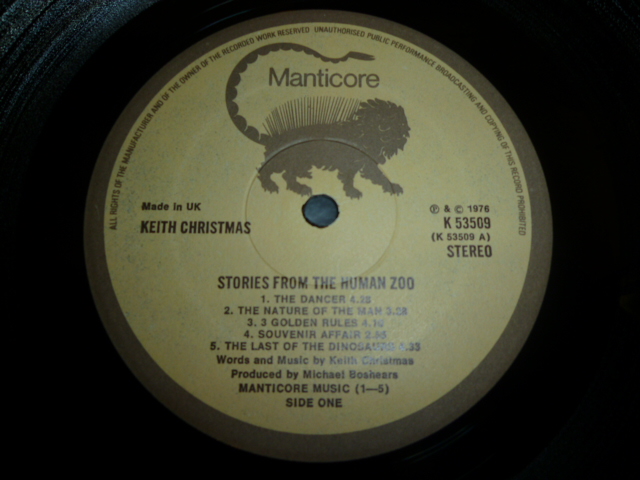 ALL RIGHTS OF THE MANUFACTURER AND OF THE OWNER OF THE RECORDED WORK RESERVED UNAUTHORISED PUBLIC PERFORMANCE BROADCASTING AND COPYING OF THIS RECORD PROHIBITED
Manticore
Made in UK
KEITH CHRISTMAS
℗ & © 1976
K 53509
(K 53509 A)
STEREO
STORIES FROM THE HUMAN ZOO
1. THE DANCER
2. THE NATURE OF THE MAN
3. 3 GOLDEN RULES
4. SOUVENIR AFFAIR
5. THE LAST OF THE DINOSAURS
Words and Music by Keith Christmas
Produced by Michael Boshears
MANTICORE MUSIC (1—5)
SIDE ONE